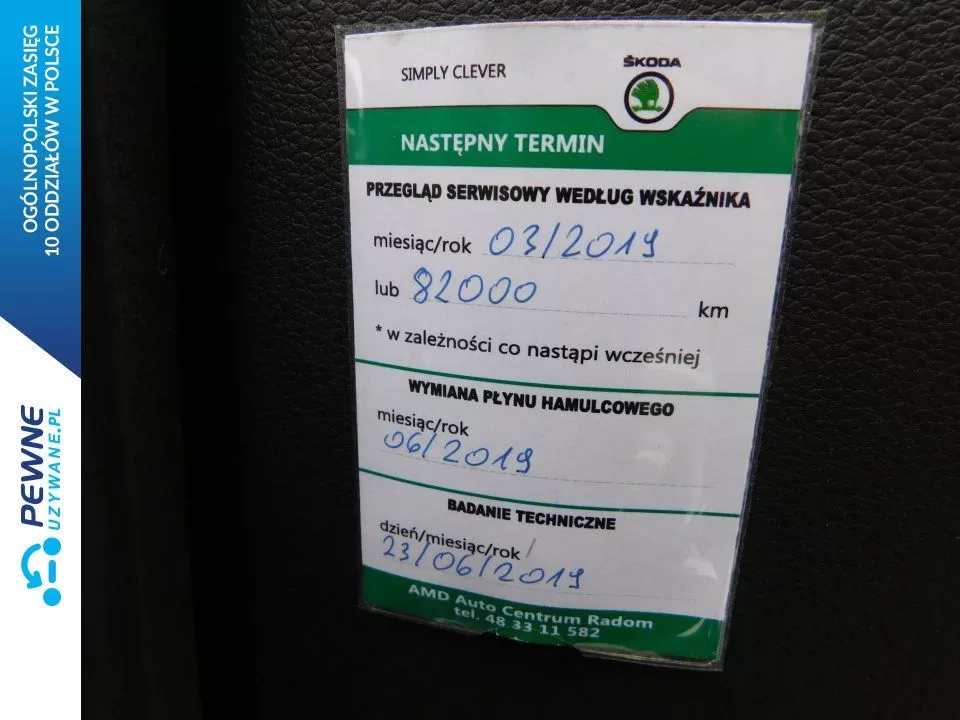 OGÓLNOPOLSKI ZASIĘG
10 ODDZIAŁÓW W POLSCE
PEWNE
UZYWANE.PL
SIMPLY CLEVER
ŠKODA
NASTĘPNY TERMIN
PRZEGLĄD SERWISOWY WEDŁUG WSKAŹNIKA
miesiąc/rok 03/2019
lub 82000 km
* w zależności co nastąpi wcześniej
WYMIANA PŁYNU HAMULCOWEGO
miesiąc/rok
06/2019
BADANIE TECHNICZNE
dzień/miesiąc/rok
23/06/2019
AMD Auto Centrum Radom
tel. 48 33 11 582